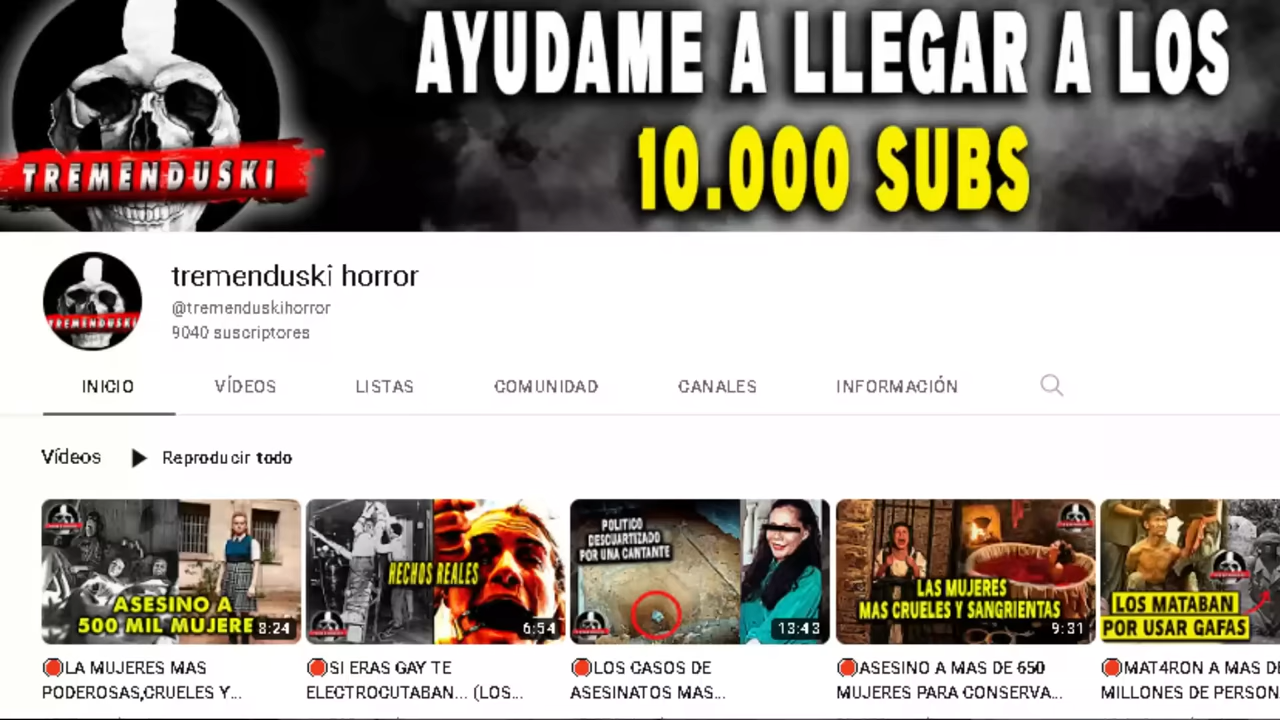 AYUDAME A LLEGAR A LOS
10.000 SUBS
TREMENDUSKI
tremenduski horror
@tremenduskihorror
9040 suscriptores
TREMENDUSKI
INICIO VÍDEOS LISTAS COMUNIDAD CANALES INFORMACIÓN
Vídeos Reproducir todo
ASESINO A
500 MIL MUJERE
8:24
HECHOS REALES
6:54
POLITICO
DESCUARTIZADO
POR UNA CANTANTE
13:43
LAS MUJERES
MAS CRUELES Y SANGRIENTAS
9:31
LOS MATABAN
POR USAR GAFAS
LA MUJERES MAS
PODEROSAS,CRUELES Y...
SI ERAS GAY TE
ELECTROCUTABAN... (LOS...
LOS CASOS DE
ASESINATOS MAS...
ASESINO A MAS DE 650
MUJERES PARA CONSERVA...
MAT4RON A MAS D
MILLONES DE PERSON